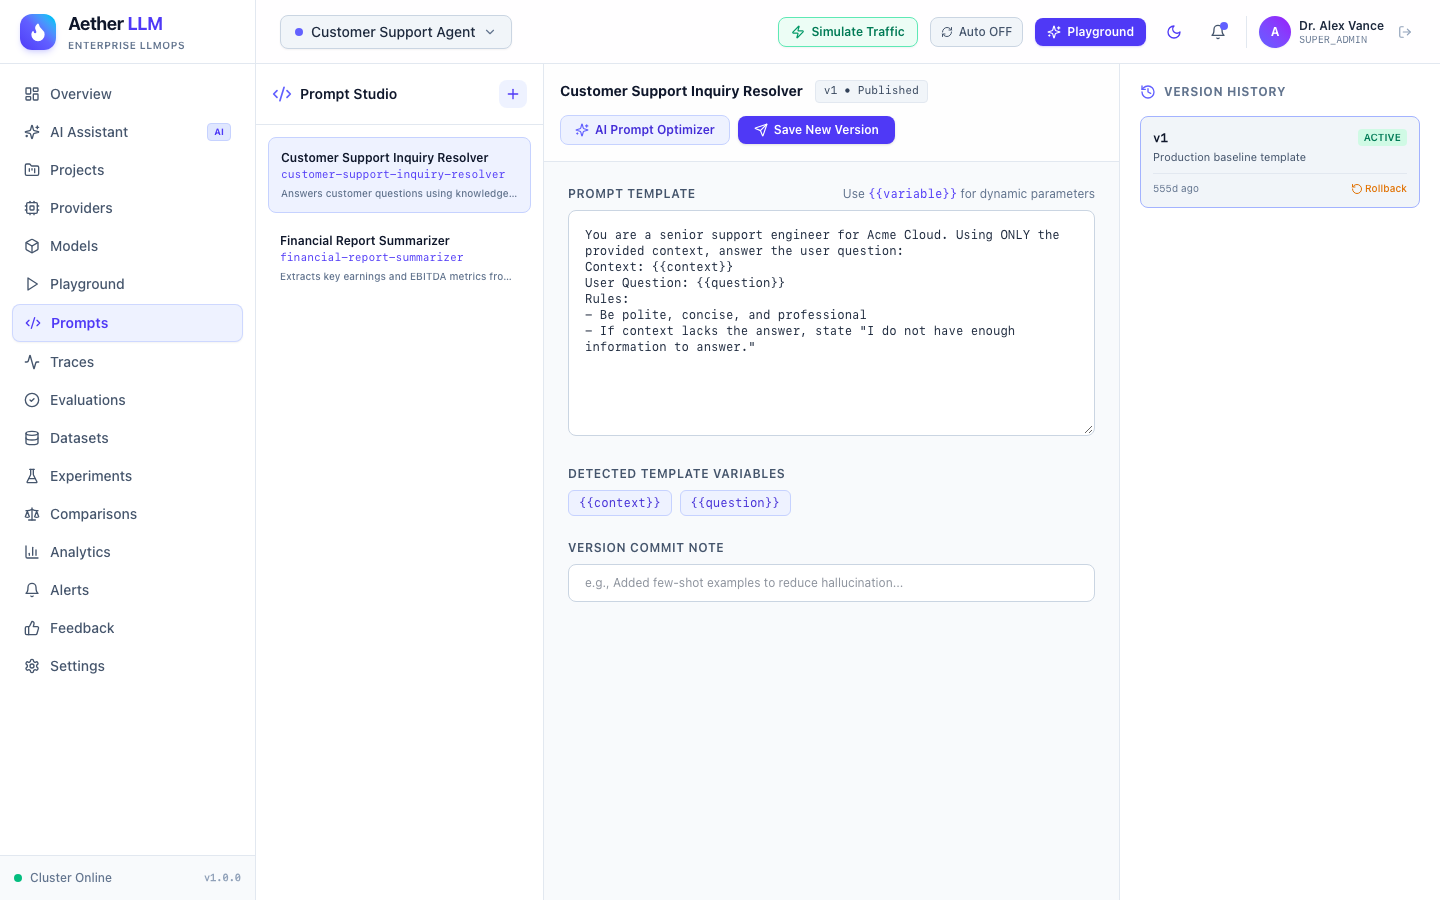 Aether LLM
ENTERPRISE LLMOPS
Customer Support Agent
Simulate Traffic
Auto OFF
Playground
A
Dr. Alex Vance
SUPER_ADMIN
Overview
AI Assistant
AI
Projects
Providers
Models
Playground
Prompts
Traces
Evaluations
Datasets
Experiments
Comparisons
Analytics
Alerts
Feedback
Settings
Cluster Online
v1.0.0
Prompt Studio
Customer Support Inquiry Resolver
customer-support-inquiry-resolver
Answers customer questions using knowledge...
Financial Report Summarizer
financial-report-summarizer
Extracts key earnings and EBITDA metrics fro...
Customer Support Inquiry Resolver
v1 • Published
AI Prompt Optimizer
Save New Version
PROMPT TEMPLATE
Use {{variable}} for dynamic parameters
You are a senior support engineer for Acme Cloud. Using ONLY the
provided context, answer the user question:
Context: {{context}}
User Question: {{question}}
Rules:
- Be polite, concise, and professional
- If context lacks the answer, state "I do not have enough
information to answer."
DETECTED TEMPLATE VARIABLES
{{context}}
{{question}}
VERSION COMMIT NOTE
e.g., Added few-shot examples to reduce hallucination...
VERSION HISTORY
v1
ACTIVE
Production baseline template
555d ago
Rollback